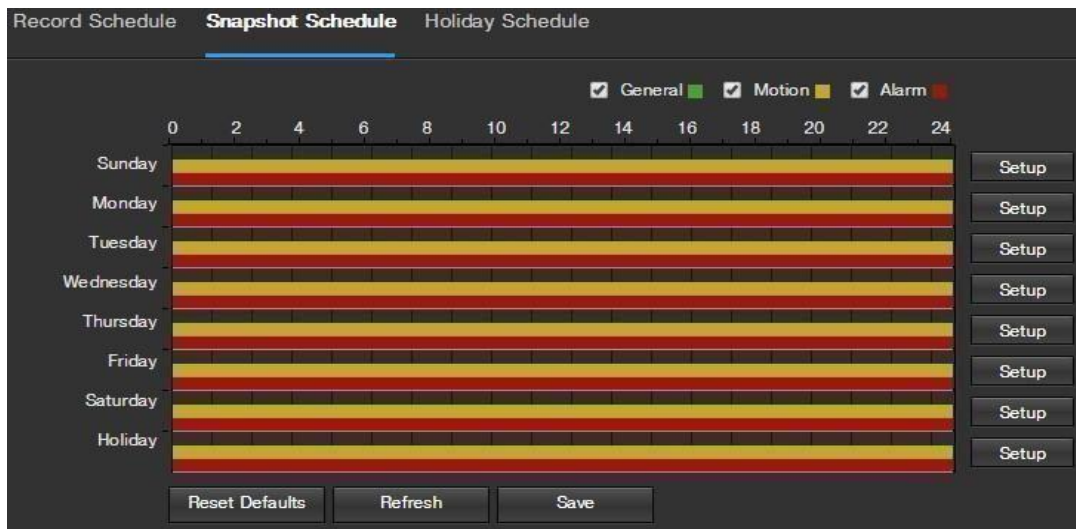 Record Schedule Snapshot Schedule Holiday Schedule
General Motion Alarm
0 2 4 6 8 10 12 14 16 18 20 22 24
Sunday Setup
Monday Setup
Tuesday Setup
Wednesday Setup
Thursday Setup
Friday Setup
Saturday Setup
Holiday Setup
Reset Defaults Refresh Save